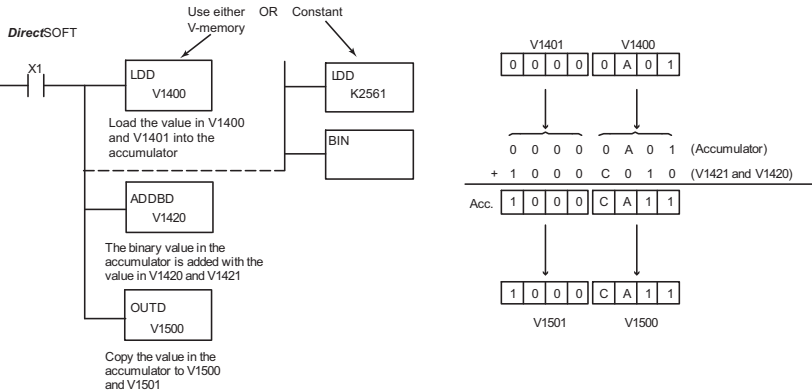 Use either OR Constant
V-memory
DirectSOFT
X1
LDD
V1400
Load the value in V1400
and V1401 into the
accumulator
LDD
K2561
BIN
ADDBD
V1420
The binary value in the
accumulator is added with the
value in V1420 and V1421
OUTD
V1500
Copy the value in the
accumulator to V1500
and V1501
V1401 V1400
0 0 0 0 0 A 0 1
0 0 0 0 0 A 0 1 (Accumulator)
+ 1 0 0 0 C 0 1 0 (V1421 and V1420)
Acc. 1 0 0 0 C A 1 1
1 0 0 0 C A 1 1
V1501 V1500